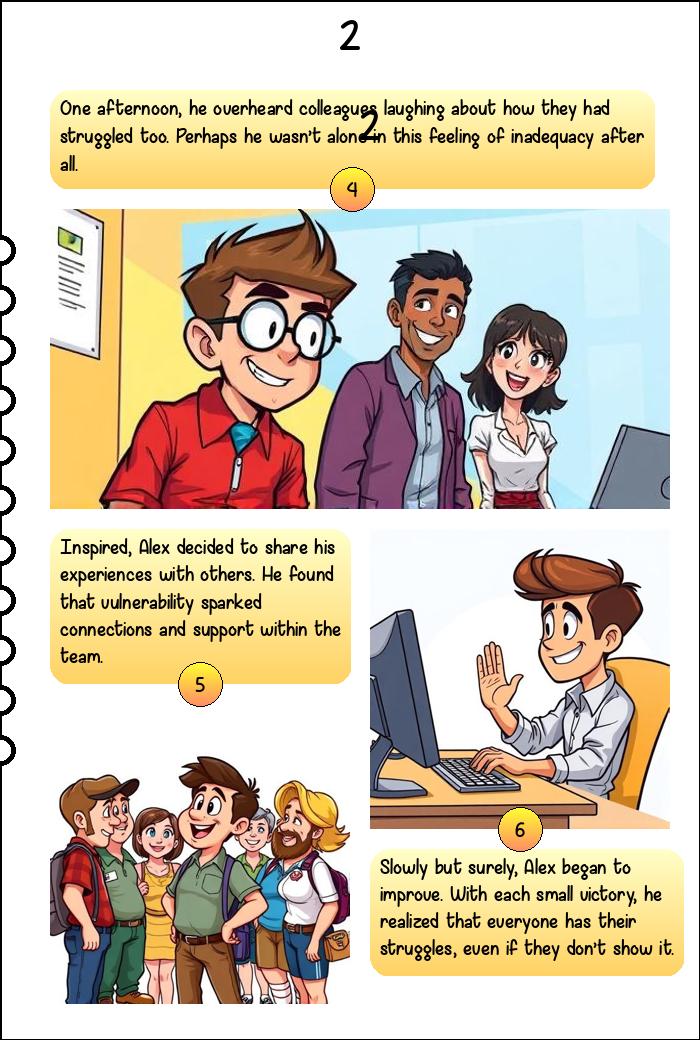 2
One afternoon, he overheard colleagues laughing about how they had
2
struggled too. Perhaps he wasn't alone in this feeling of inadequacy after
all.
4
Inspired, Alex decided to share his
experiences with others. He found
that vulnerability sparked
connections and support within the
team.
5
6
Slowly but surely, Alex began to
improve. With each small victory, he
realized that everyone has their
struggles, even if they don't show it.